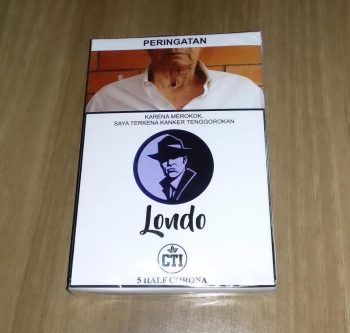 PERINGATAN
KARENA MEROKOK,
SAYA TERKENA KANKER TENGGOROKAN
Londo
CTI
5 HALF CORONA